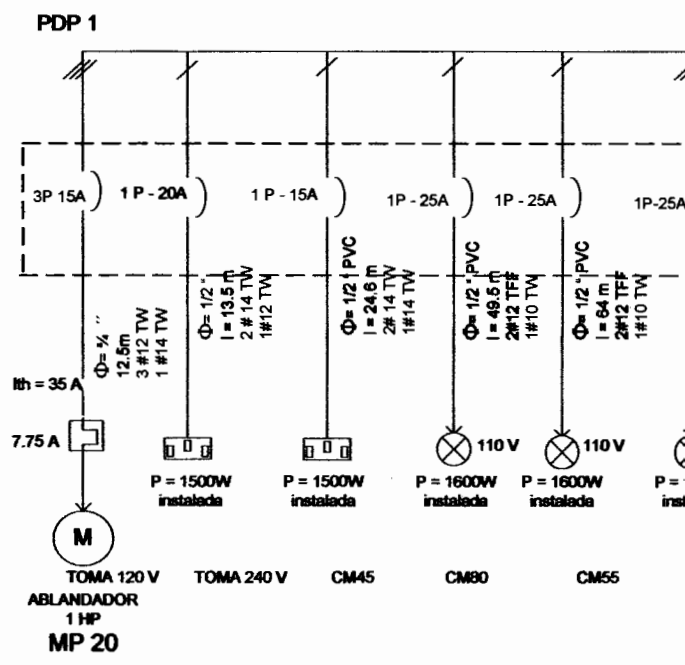 PDP 1
3P 15A
1 P - 20A
1 P - 15A
1P - 25A
1P - 25A
1P-25A
Φ= ¾ ″
12.5m
3 #12 TW
1 #14 TW
Φ= 1/2 "
l = 13.5 m
2 # 14 TW
1#12 TW
Φ= 1/2 " PVC
l = 24.6 m
2# 14 TW
1#14 TW
Φ= 1/2 " PVC
l = 49.5 m
2#12 TFF
1#10 TW
Φ= 1/2 " PVC
l = 64 m
2#12 TFF
1#10 TW
Ith = 35 A
7.75 A
110 V
110 V
P = 1500W
instalada
P = 1500W
instalada
P = 1600W
instalada
P = 1600W
instalada
M
TOMA 120 V
TOMA 240 V
CM45
CM80
CM55
ABLANDADOR
1 HP
MP 20